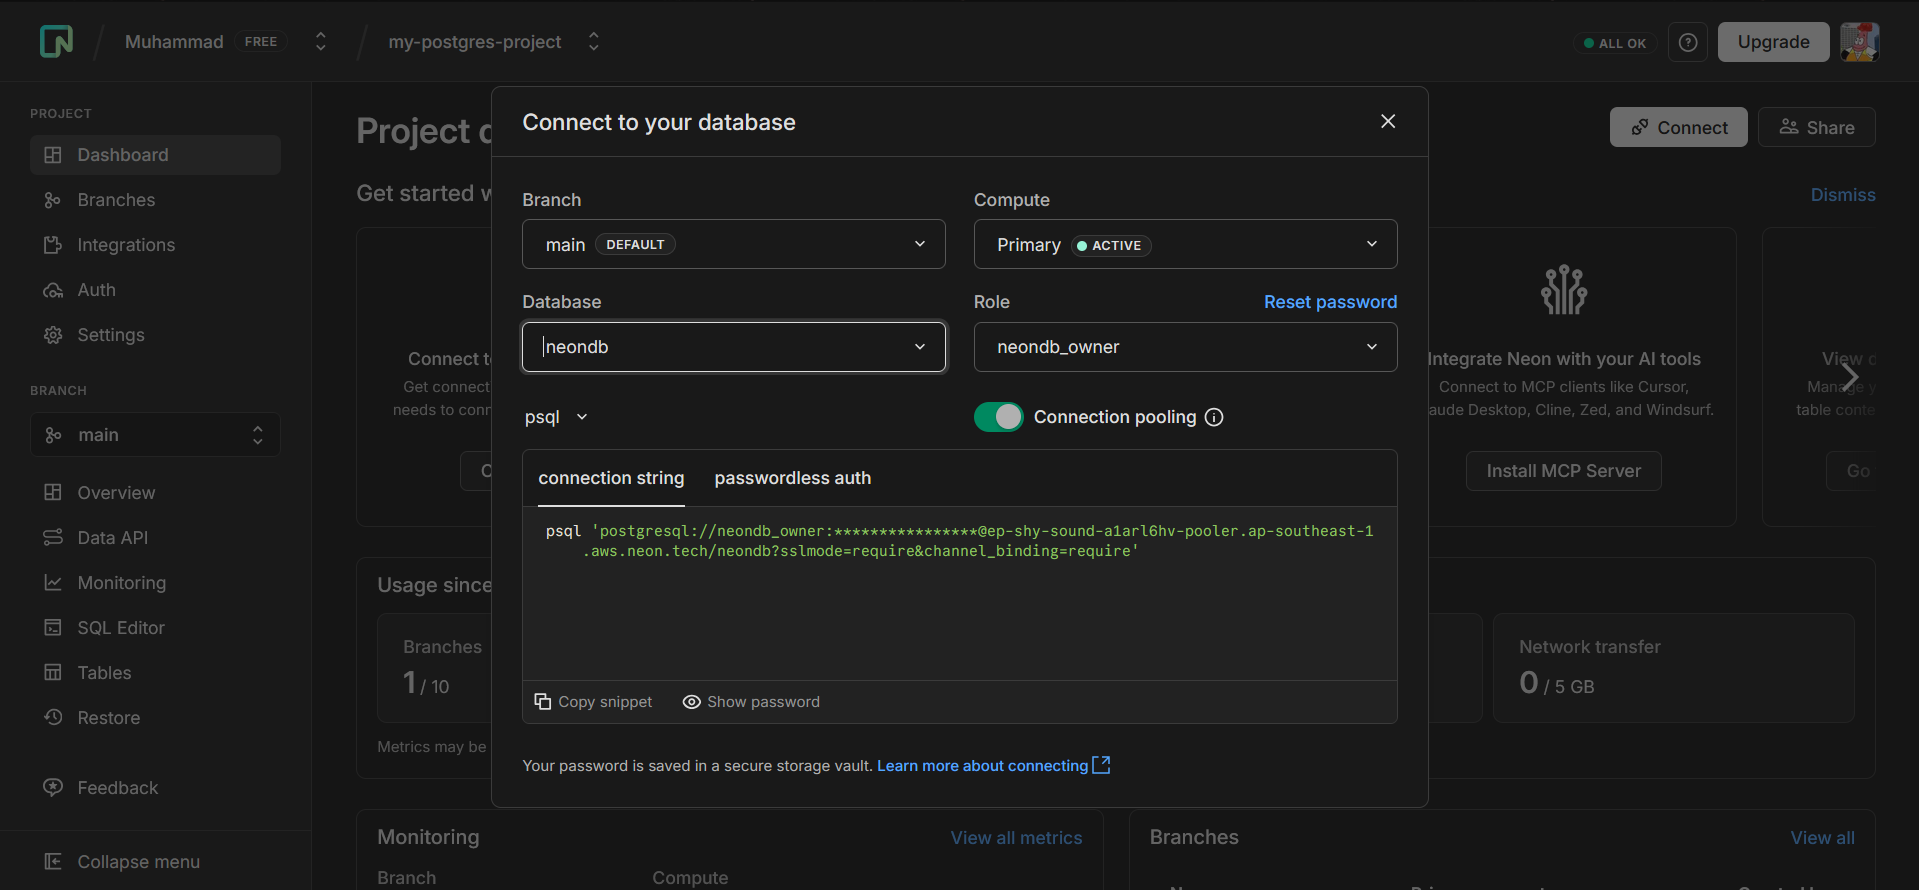 Muhammad FREE my-postgres-project
ALL OK Upgrade
PROJECT
Dashboard
Branches
Integrations
Auth
Settings
BRANCH
main
Overview
Data API
Monitoring
SQL Editor
Tables
Restore
Feedback
Collapse menu
Project
Connect Share
Get started
Dismiss
Connect
Get connect
needs to conn
Integrate Neon with your AI tools
Connect to MCP clients like Cursor,
aude Desktop, Cline, Zed, and Windsurf.
Install MCP Server
View
Manage
table conte
Go
Usage since
Branches
1 / 10
Metrics may be
Network transfer
0 / 5 GB
Monitoring View all metrics
Branch Compute
Branches View all
Connect to your database
Branch Compute
main DEFAULT Primary ACTIVE
Database Role Reset password
neondb neondb_owner
psql Connection pooling
connection string passwordless auth
psql 'postgresql://neondb_owner:****************@ep-shy-sound-a1arl6hv-pooler.ap-southeast-1
.aws.neon.tech/neondb?sslmode=require&channel_binding=require'
Copy snippet Show password
Your password is saved in a secure storage vault. Learn more about connecting